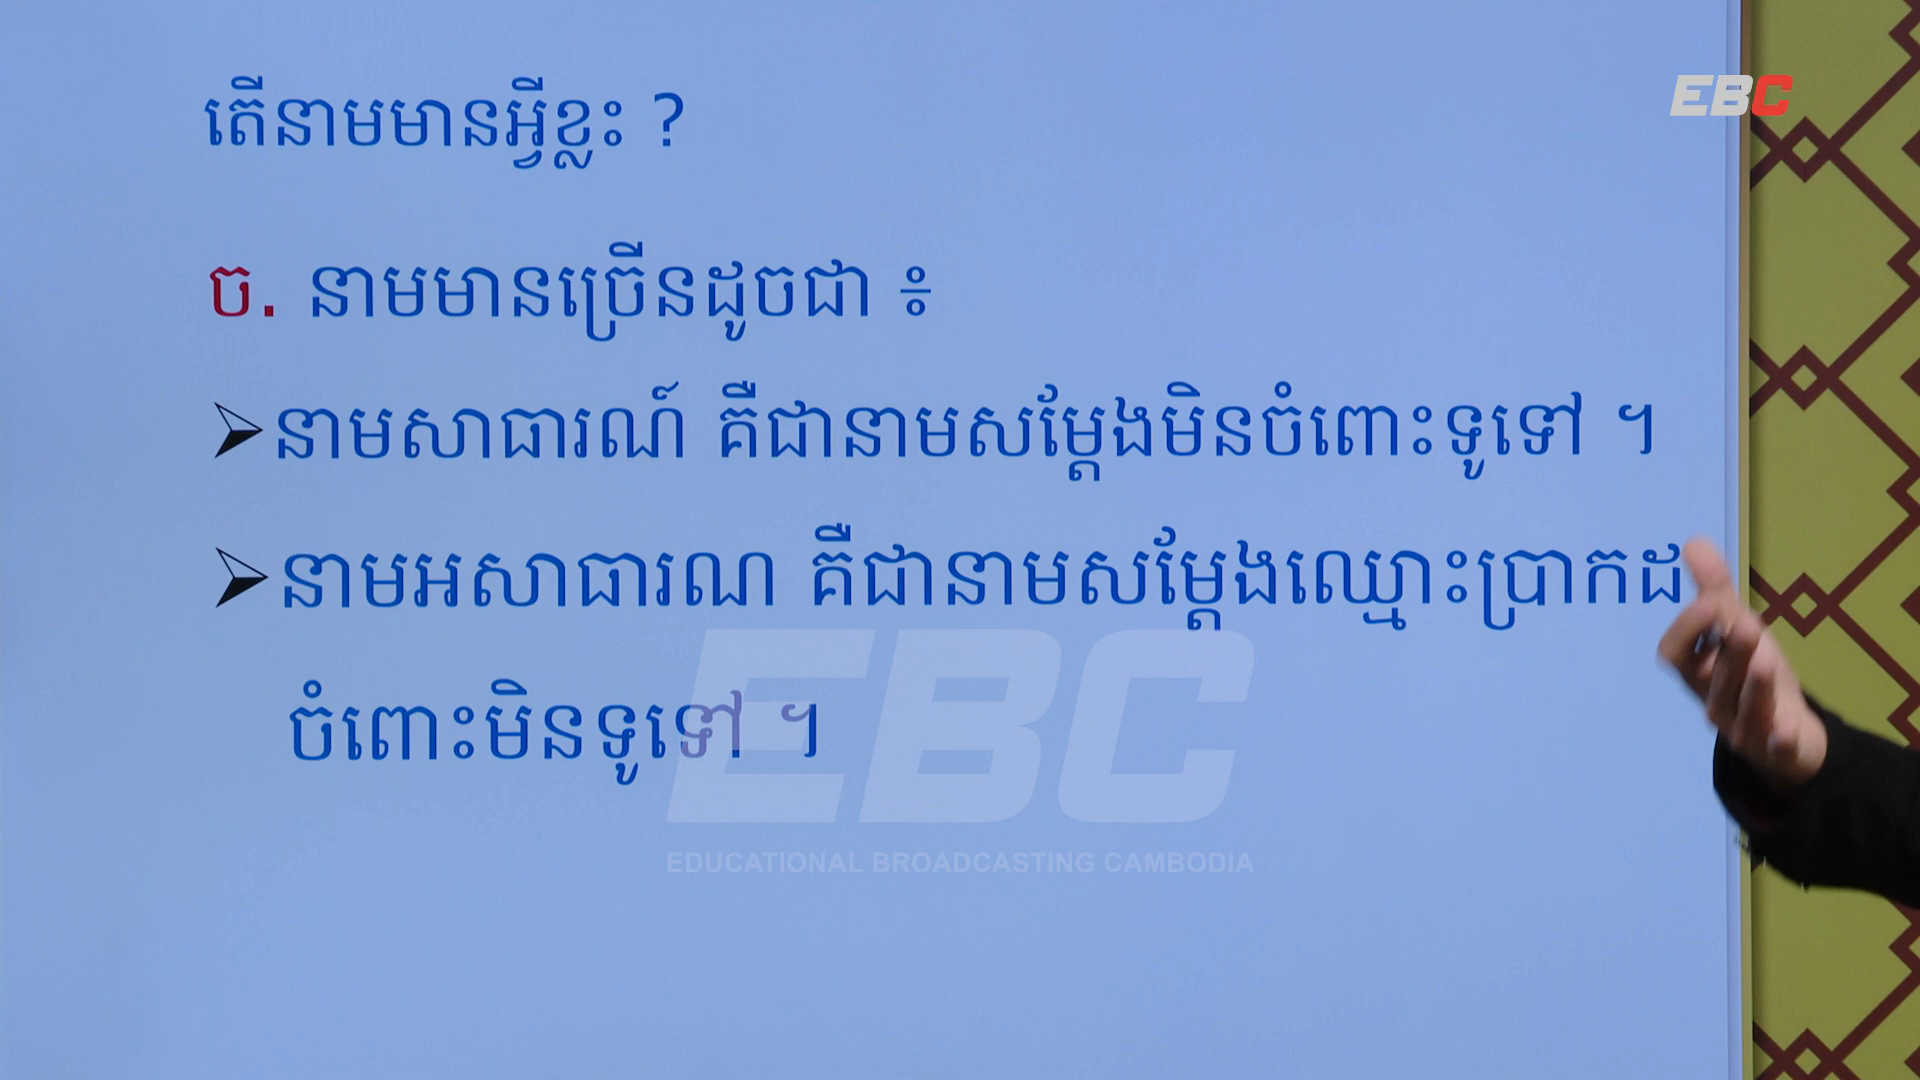 EBC
តើនាមមានអ្វីខ្លះ ?
ច. នាមមានច្រើនដូចជា ៖
➢នាមសាធារណ៍ គឺជានាមសម្ដែងមិនចំពោះទូទៅ ។
➢នាមអសាធារណ គឺជានាមសម្ដែងឈ្មោះប្រាកដ
ចំពោះមិនទូទៅ ។
EBC
EDUCATIONAL BROADCASTING CAMBODIA